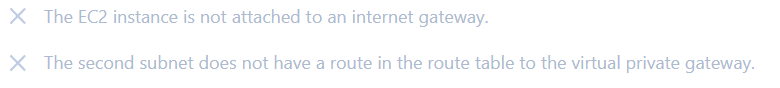 The EC2 instance is not attached to an internet gateway.
The second subnet does not have a route in the route table to the virtual private gateway.